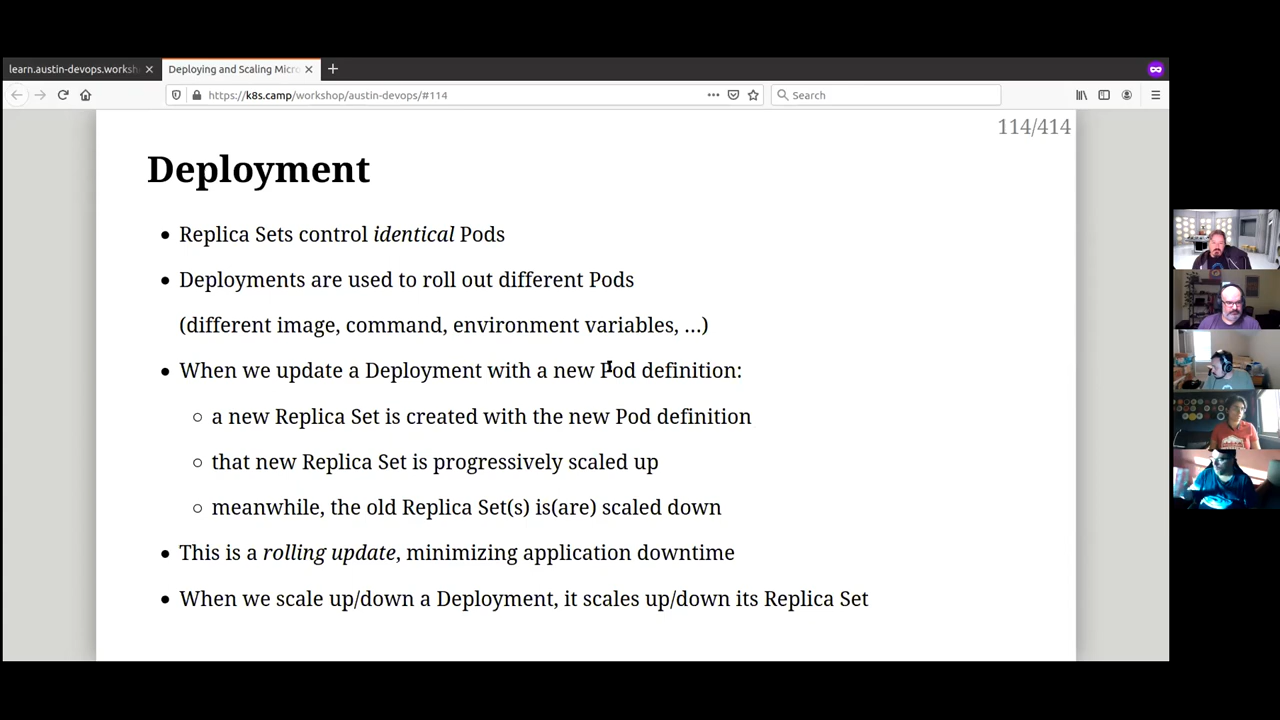 learn.austin-devops.worksh
Deploying and Scaling Micro
https://k8s.camp/workshop/austin-devops/#114
Search
114/414
Deployment
Replica Sets control identical Pods
Deployments are used to roll out different Pods
(different image, command, environment variables, ...)
When we update a Deployment with a new Pod definition:
a new Replica Set is created with the new Pod definition
that new Replica Set is progressively scaled up
meanwhile, the old Replica Set(s) is(are) scaled down
This is a rolling update, minimizing application downtime
When we scale up/down a Deployment, it scales up/down its Replica Set